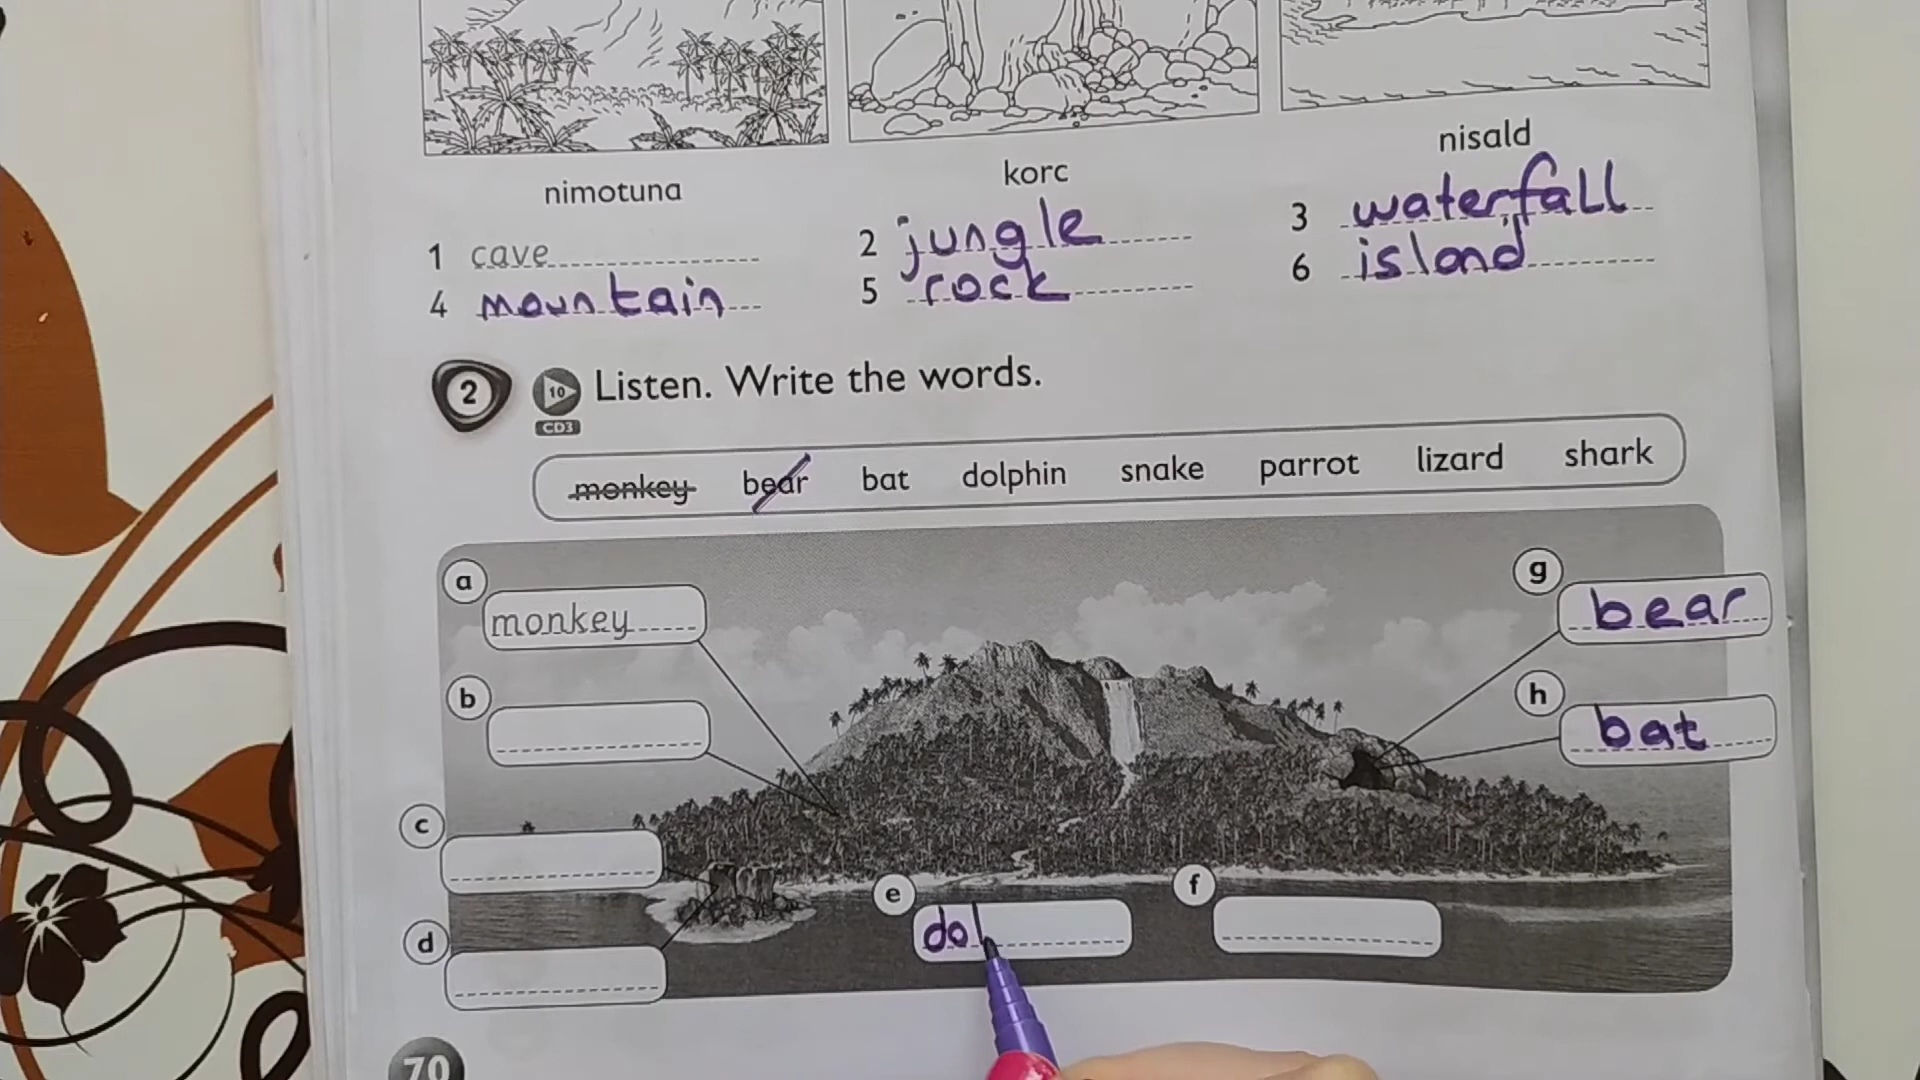 nimotuna korc nisald
1 cave 2 jungle 3 waterfall
4 mountain 5 rock 6 island
2 10 CD3 Listen. Write the words.
monkey bear bat dolphin snake parrot lizard shark
a monkey
b
c
d
e dol
f
g bear
h bat
70